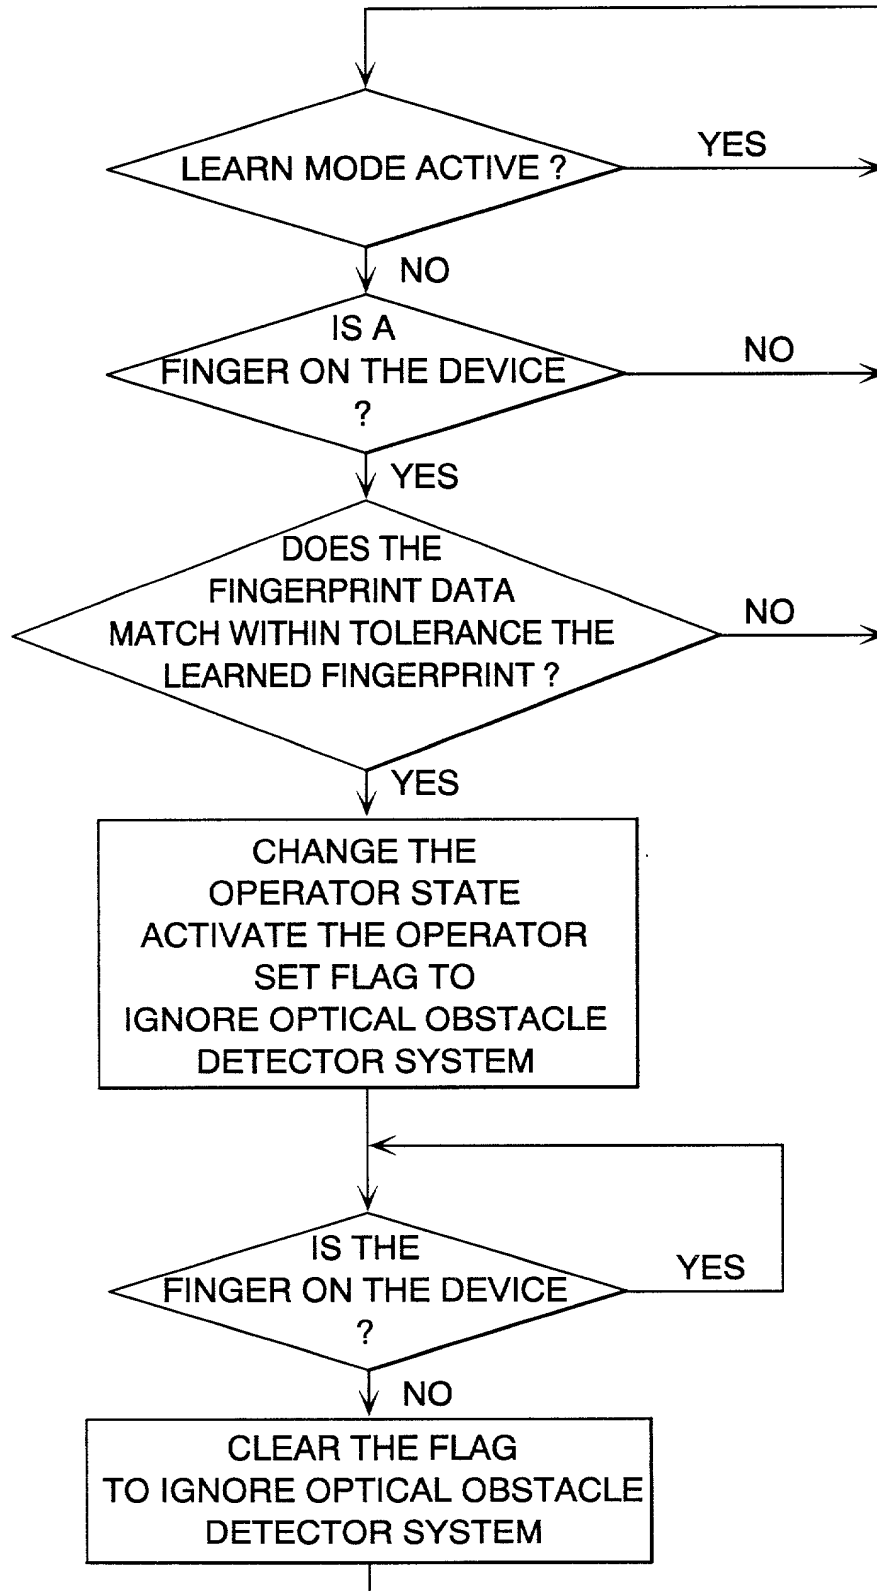 LEARN MODE ACTIVE ?
YES
NO
IS A
FINGER ON THE DEVICE
?
NO
YES
DOES THE
FINGERPRINT DATA
MATCH WITHIN TOLERANCE THE
LEARNED FINGERPRINT ?
NO
YES
CHANGE THE
OPERATOR STATE
ACTIVATE THE OPERATOR
SET FLAG TO
IGNORE OPTICAL OBSTACLE
DETECTOR SYSTEM
IS THE
FINGER ON THE DEVICE
?
YES
NO
CLEAR THE FLAG
TO IGNORE OPTICAL OBSTACLE
DETECTOR SYSTEM